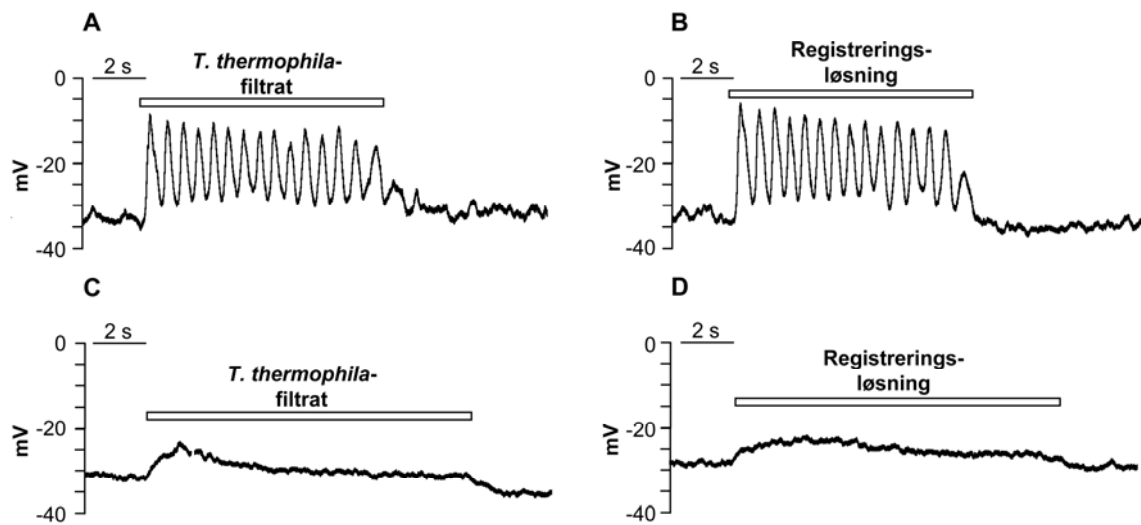 A
T. thermophila-
filtrat
2 s
0
-20
-40
mV
B
Registrerings-
løsning
2 s
0
-20
-40
mV
C
2 s
0
T. thermophila-
filtrat
-20
-40
mV
D
2 s
0
Registrerings-
løsning
-20
-40
mV